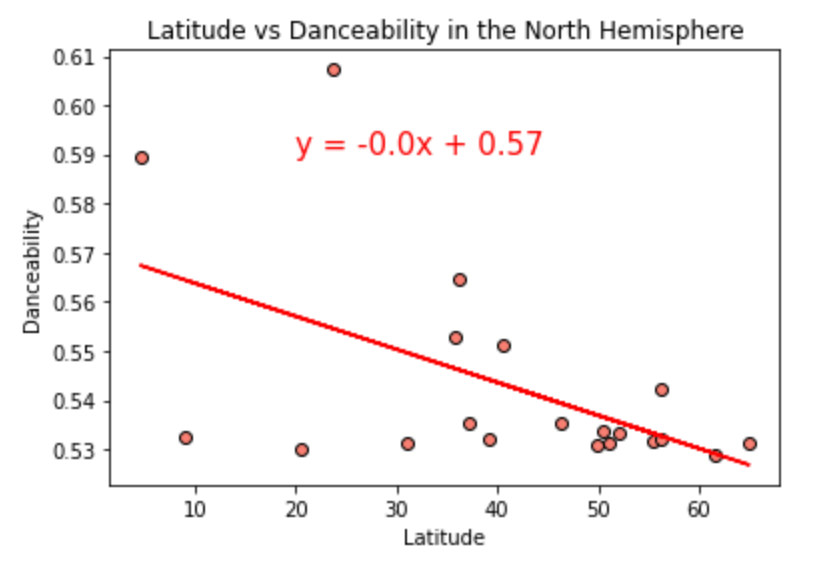 Latitude vs Danceability in the North Hemisphere
0.61
0.60
0.59
0.58
0.57
0.56
0.55
0.54
0.53
Danceability
y = -0.0x + 0.57
10 20 30 40 50 60
Latitude